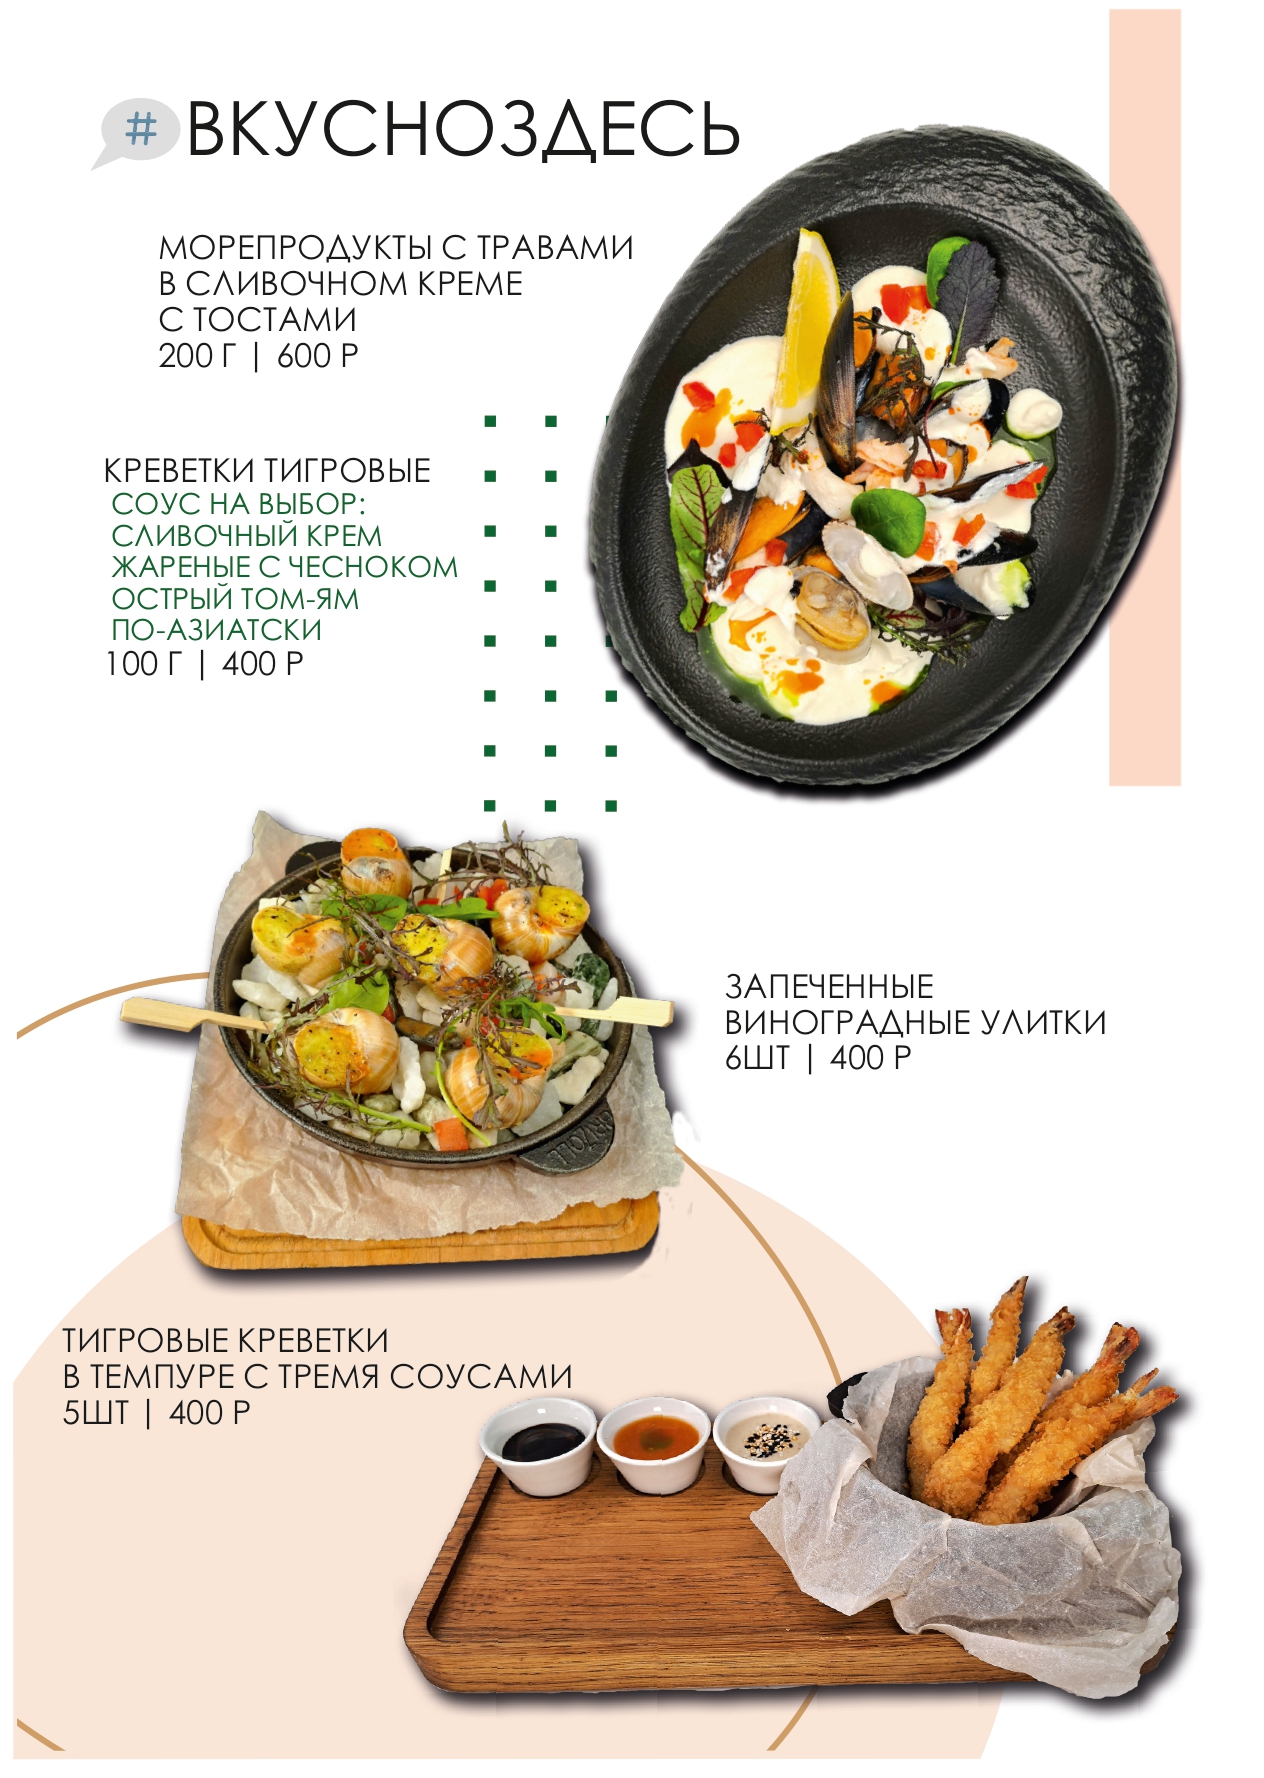 #ВКУСНОЗДЕСЬ
МОРЕПРОДУКТЫ С ТРАВАМИ
В СЛИВОЧНОМ КРЕМЕ
С ТОСТАМИ
200 Г | 600 Р
КРЕВЕТКИ ТИГРОВЫЕ
СОУС НА ВЫБОР:
СЛИВОЧНЫЙ КРЕМ
ЖАРЕНЫЕ С ЧЕСНОКОМ
ОСТРЫЙ ТОМ-ЯМ
ПО-АЗИАТСКИ
100 Г | 400 Р
ЗАПЕЧЕННЫЕ
ВИНОГРАДНЫЕ УЛИТКИ
6ШТ | 400 Р
ТИГРОВЫЕ КРЕВЕТКИ
В ТЕМПУРЕ С ТРЕМЯ СОУСАМИ
5ШТ | 400 Р